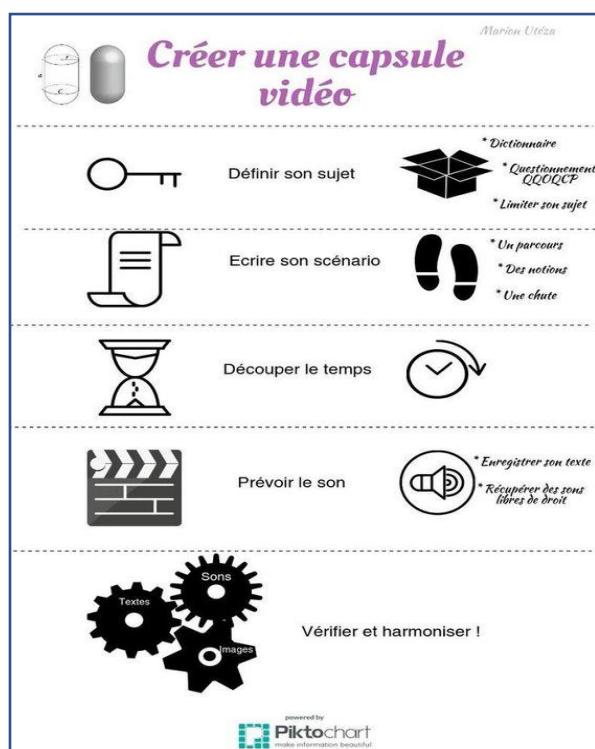 Marion Utéza
Créer une capsule
vidéo
Définir son sujet
* Dictionnaire
* Questionnement
QQOQCP
* Limiter son sujet
Ecrire son scénario
* Un parcours
* Des notions
* Une chute
Découper le temps
Prévoir le son
* Enregistrer son texte
* Récupérer des sons
libres de droit
Sons
Textes
Images
Vérifier et harmoniser !
powered by
Piktochart
make information beautiful